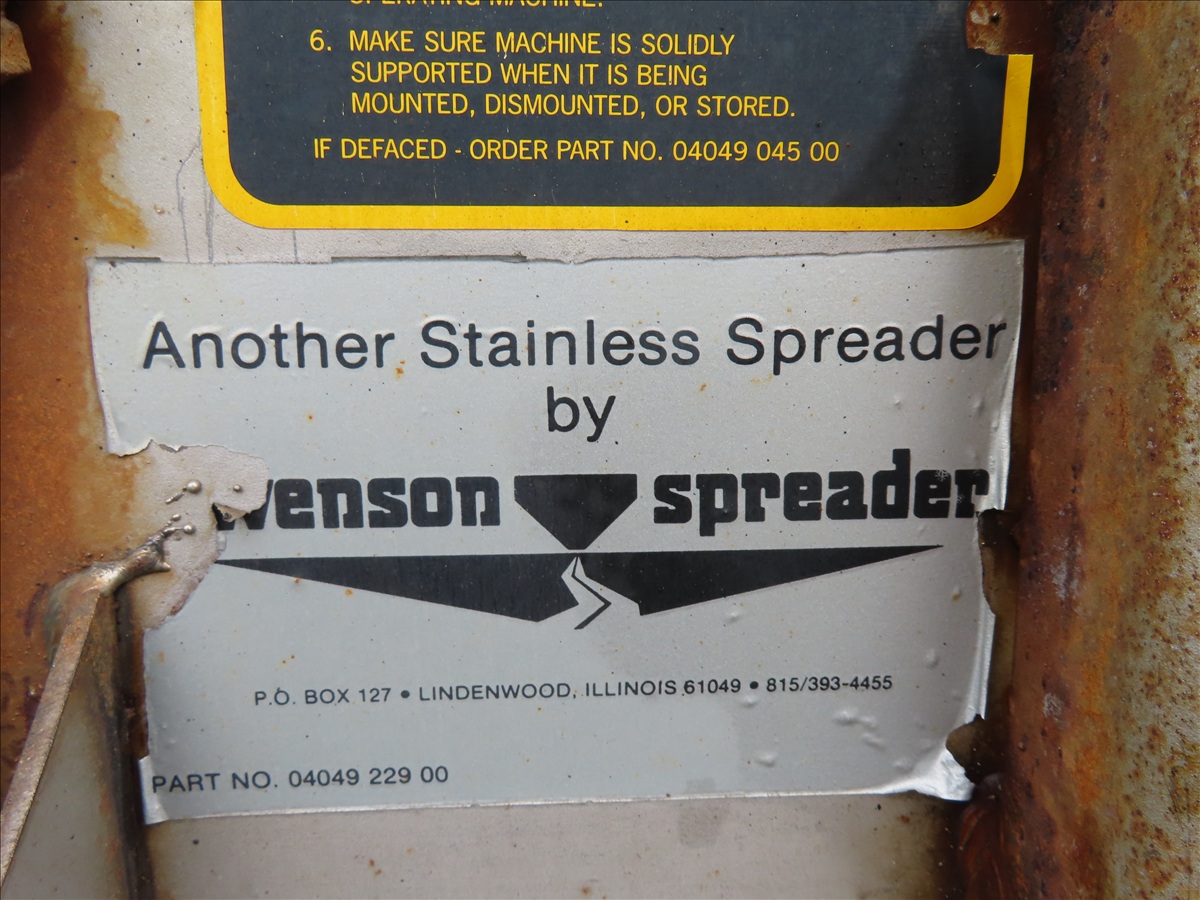 OPERATING MACHINE.
6. MAKE SURE MACHINE IS SOLIDLY
SUPPORTED WHEN IT IS BEING
MOUNTED, DISMOUNTED, OR STORED.
IF DEFACED - ORDER PART NO. 04049 045 00
Another Stainless Spreader
by
wenson spreader
P.O. BOX 127 • LINDENWOOD, ILLINOIS 61049 • 815/393-4455
PART NO. 04049 229 00